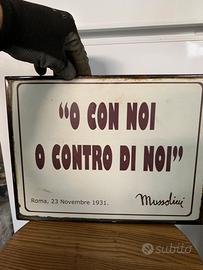 “O CON NOI
O CONTRO DI NOI”
Roma, 23 Novembre 1931.
Mussolini
subito